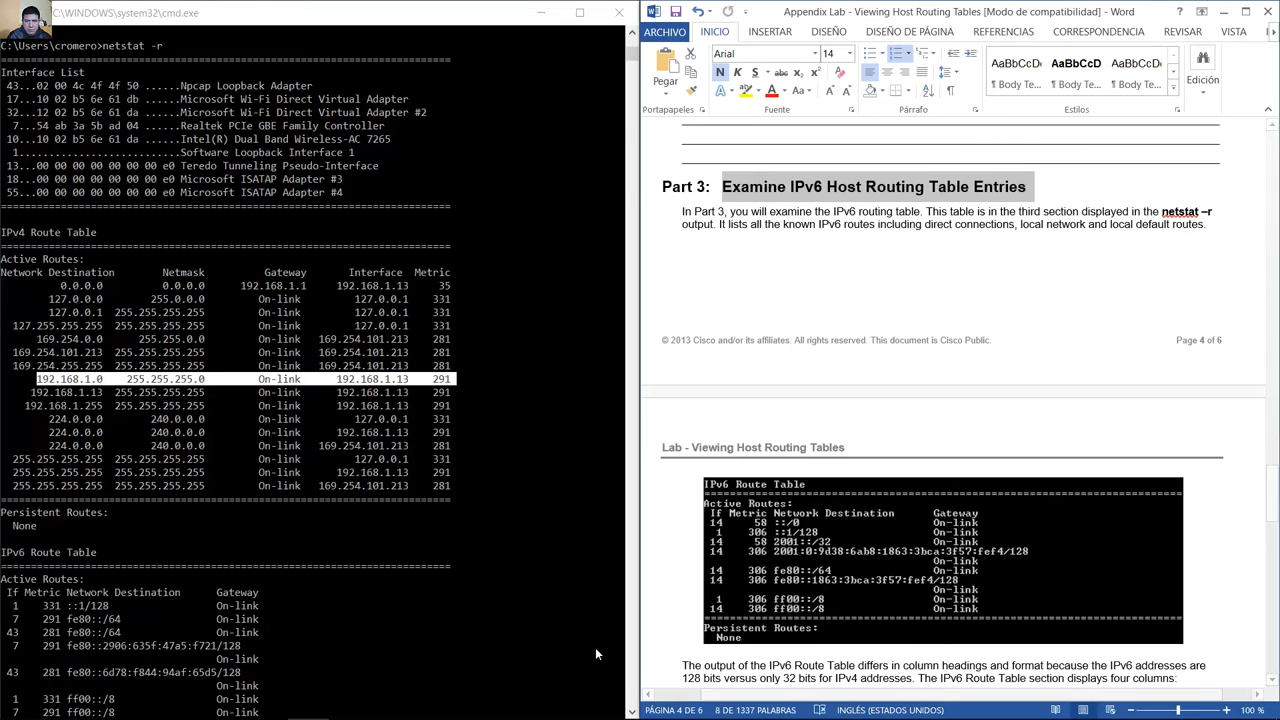 C:\WINDOWS\system32\cmd.exe
C:\Users\cromero>netstat -r
===========================================================================
Interface List
43...02 00 4c 4f 4f 50 ......Npcap Loopback Adapter
17...10 02 b5 6e 61 da ......Microsoft Wi-Fi Direct Virtual Adapter
32...12 02 b5 6e 61 da ......Microsoft Wi-Fi Direct Virtual Adapter #2
7...54 ab 3a 5b ad 04 ......Realtek PCIe GBE Family Controller
10...10 02 b5 6e 61 da ......Intel(R) Dual Band Wireless-AC 7265
1...........................Software Loopback Interface 1
13...00 00 00 00 00 00 00 e0 Teredo Tunneling Pseudo-Interface
18...00 00 00 00 00 00 00 e0 Microsoft ISATAP Adapter #3
55...00 00 00 00 00 00 00 e0 Microsoft ISATAP Adapter #4
===========================================================================
IPv4 Route Table
===========================================================================
Active Routes:
Network Destination Netmask Gateway Interface Metric
0.0.0.0 0.0.0.0 192.168.1.1 192.168.1.13 35
127.0.0.0 255.0.0.0 On-link 127.0.0.1 331
127.0.0.1 255.255.255.255 On-link 127.0.0.1 331
127.255.255.255 255.255.255.255 On-link 127.0.0.1 331
169.254.0.0 255.255.0.0 On-link 169.254.101.213 281
169.254.101.213 255.255.255.255 On-link 169.254.101.213 281
169.254.255.255 255.255.255.255 On-link 169.254.101.213 281
192.168.1.0 255.255.255.0 On-link 192.168.1.13 291
192.168.1.13 255.255.255.255 On-link 192.168.1.13 291
192.168.1.255 255.255.255.255 On-link 192.168.1.13 291
224.0.0.0 240.0.0.0 On-link 127.0.0.1 331
224.0.0.0 240.0.0.0 On-link 192.168.1.13 291
224.0.0.0 240.0.0.0 On-link 169.254.101.213 281
255.255.255.255 255.255.255.255 On-link 127.0.0.1 331
255.255.255.255 255.255.255.255 On-link 192.168.1.13 291
255.255.255.255 255.255.255.255 On-link 169.254.101.213 281
===========================================================================
Persistent Routes:
None
IPv6 Route Table
===========================================================================
Active Routes:
If Metric Network Destination Gateway
1 331 ::1/128 On-link
7 291 fe80::/64 On-link
43 281 fe80::/64 On-link
7 291 fe80::2906:635f:47a5:f721/128
On-link
43 281 fe80::6d78:f844:94af:65d5/128
On-link
1 331 ff00::/8 On-link
7 291 ff00::/8 On-link
Appendix Lab - Viewing Host Routing Tables [Modo de compatibilidad] - Word
ARCHIVO INICIO INSERTAR DISEÑO DISEÑO DE PÁGINA REFERENCIAS CORRESPONDENCIA REVISAR VISTA
Arial 14
Pegar
N K S abc x₂ x²
Aa
AaBbCcD AaBbCcD AaBbCcD
¶ Body Te... ¶ Body Te... ¶ Body Te...
Edición
Portapapeles Fuente Párrafo Estilos
Part 3: Examine IPv6 Host Routing Table Entries
In Part 3, you will examine the IPv6 routing table. This table is in the third section displayed in the netstat –r
output. It lists all the known IPv6 routes including direct connections, local network and local default routes.
© 2013 Cisco and/or its affiliates. All rights reserved. This document is Cisco Public. Page 4 of 6
Lab - Viewing Host Routing Tables
IPv6 Route Table
===========================================================================
Active Routes:
If Metric Network Destination Gateway
14 58 ::/0 On-link
1 306 ::1/128 On-link
14 58 2001::/32 On-link
14 306 2001:0:9d38:6ab8:1863:3bca:3f57:fef4/128
On-link
14 306 fe80::/64 On-link
14 306 fe80::1863:3bca:3f57:fef4/128
On-link
1 306 ff00::/8 On-link
14 306 ff00::/8 On-link
===========================================================================
Persistent Routes:
None
The output of the IPv6 Route Table differs in column headings and format because the IPv6 addresses are
128 bits versus only 32 bits for IPv4 addresses. The IPv6 Route Table section displays four columns:
PÁGINA 4 DE 6 8 DE 1337 PALABRAS INGLÉS (ESTADOS UNIDOS) 100 %